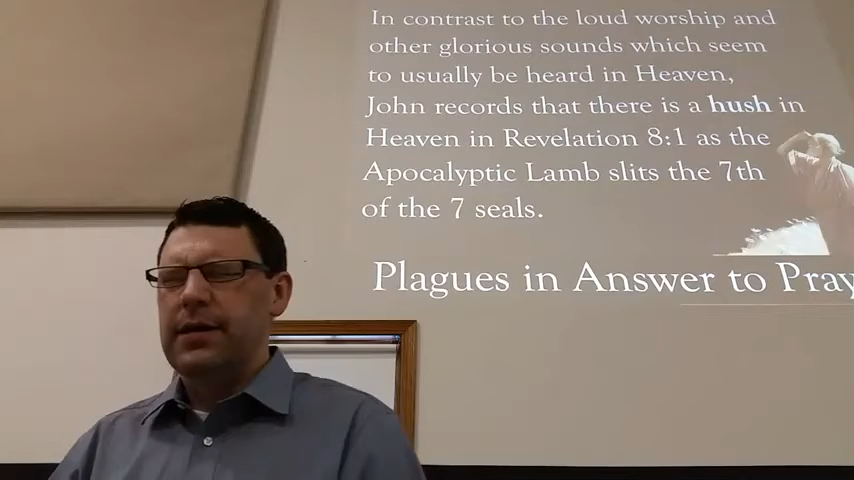 In contrast to the loud worship and
other glorious sounds which seem
to usually be heard in Heaven,
John records that there is a hush in
Heaven in Revelation 8:1 as the
Apocalyptic Lamb slits the 7th
of the 7 seals.
Plagues in Answer to Pray